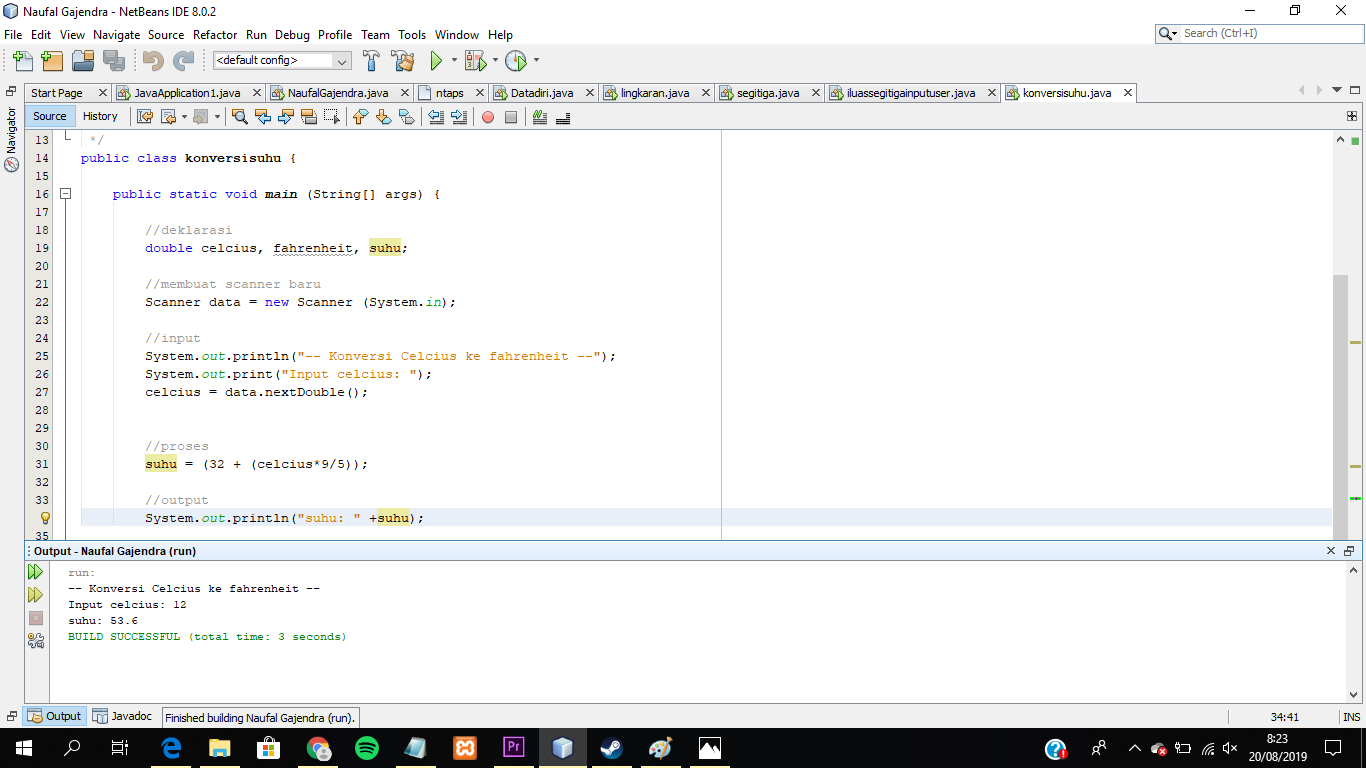 Naufal Gajendra - NetBeans IDE 8.0.2
File Edit View Navigate Source Refactor Run Debug Profile Team Tools Window Help
Search (Ctrl+I)
<default config>
Start Page JavaApplication1.java NaufalGajendra.java ntaps Datadiri.java lingkaran.java segitiga.java iluassegitigainputuser.java konversisuhu.java
Navigator
Source History
13 */
14 public class konversisuhu {
15
16 public static void main (String[] args) {
17
18 //deklarasi
19 double celcius, fahrenheit, suhu;
20
21 //membuat scanner baru
22 Scanner data = new Scanner (System.in);
23
24 //input
25 System.out.println("-- Konversi Celcius ke fahrenheit --");
26 System.out.print("Input celcius: ");
27 celcius = data.nextDouble();
28
29
30 //proses
31 suhu = (32 + (celcius*9/5));
32
33 //output
System.out.println("suhu: " +suhu);
35
Output - Naufal Gajendra (run)
run:
-- Konversi Celcius ke fahrenheit --
Input celcius: 12
suhu: 53.6
BUILD SUCCESSFUL (total time: 3 seconds)
Output Javadoc Finished building Naufal Gajendra (run). 34:41 INS
Pr
8:23
20/08/2019